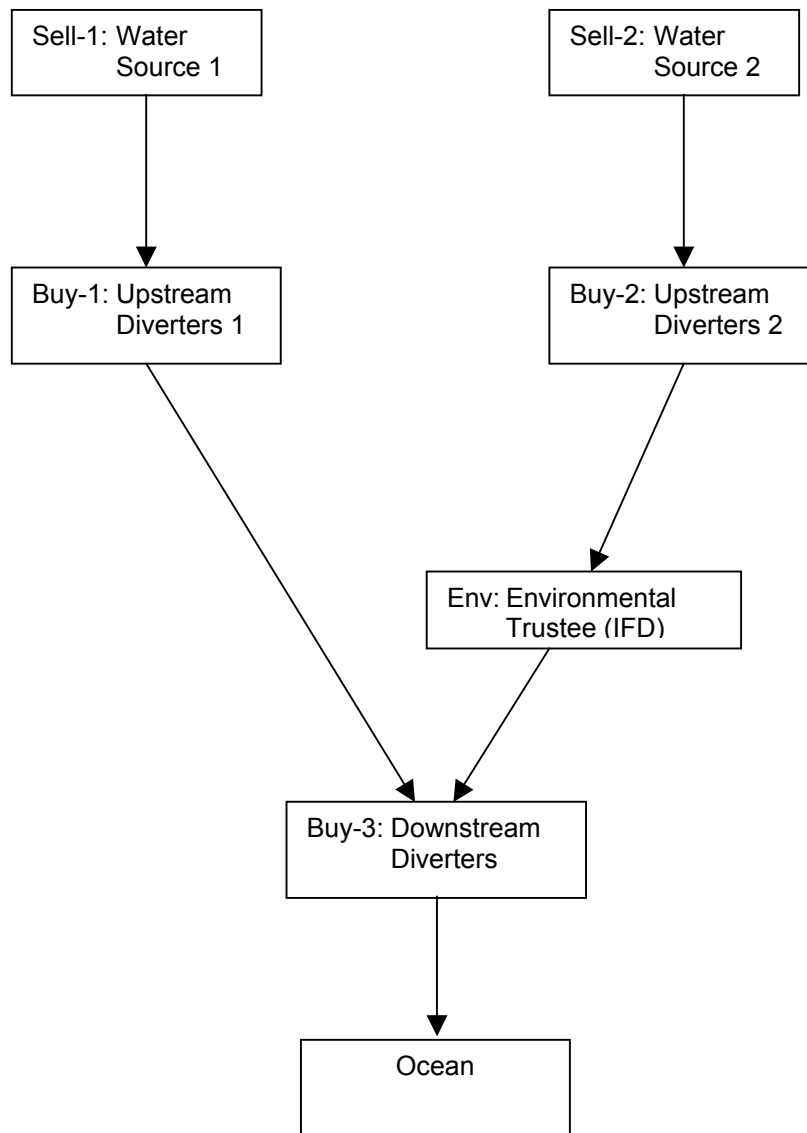 Sell-1: Water
Source 1
Sell-2: Water
Source 2
Buy-1: Upstream
Diverters 1
Buy-2: Upstream
Diverters 2
Env: Environmental
Trustee (IFD)
Buy-3: Downstream
Diverters
Ocean